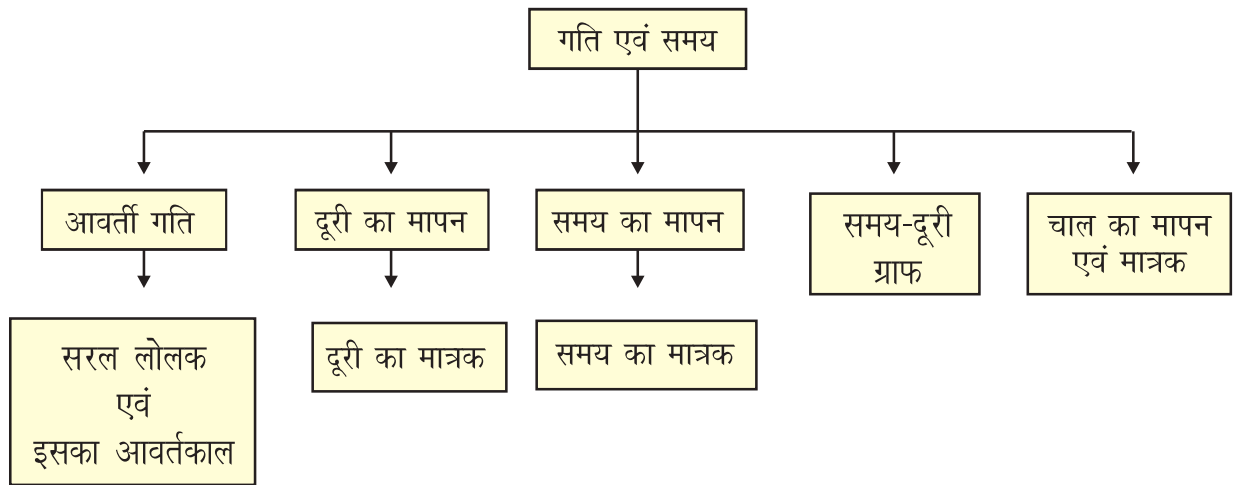 गति एवं समय
आवर्ती गति
दूरी का मापन
समय का मापन
समय-दूरी
ग्राफ
चाल का मापन
एवं मात्रक
सरल लोलक
एवं
इसका आवर्तकाल
दूरी का मात्रक
समय का मात्रक